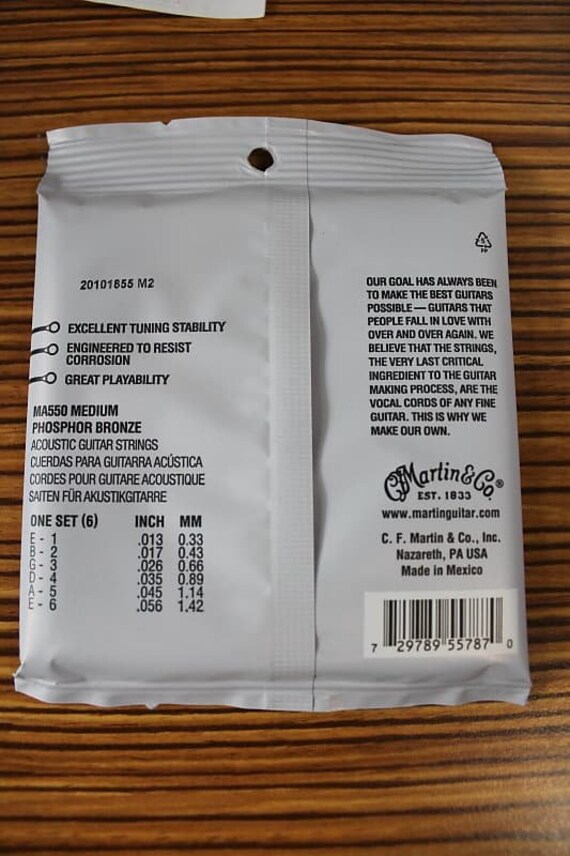 20101855 M2
EXCELLENT TUNING STABILITY
ENGINEERED TO RESIST
CORROSION
GREAT PLAYABILITY
MA550 MEDIUM
PHOSPHOR BRONZE
ACOUSTIC GUITAR STRINGS
CUERDAS PARA GUITARRA ACÚSTICA
CORDES POUR GUITARE ACOUSTIQUE
SAITEN FÜR AKUSTIKGITARRE
ONE SET (6) INCH MM
E - 1 .013 0.33
B - 2 .017 0.43
G - 3 .026 0.66
D - 4 .035 0.89
A - 5 .045 1.14
E - 6 .056 1.42
5
PP
OUR GOAL HAS ALWAYS BEEN
TO MAKE THE BEST GUITARS
POSSIBLE — GUITARS THAT
PEOPLE FALL IN LOVE WITH
OVER AND OVER AGAIN. WE
BELIEVE THAT THE STRINGS,
THE VERY LAST CRITICAL
INGREDIENT TO THE GUITAR
MAKING PROCESS, ARE THE
VOCAL CORDS OF ANY FINE
GUITAR. THIS IS WHY WE
MAKE OUR OWN.
CF Martin & Co.®
EST. 1833
www.martinguitar.com
C. F. Martin & Co., Inc.
Nazareth, PA USA
Made in Mexico
7 29789 55787 0